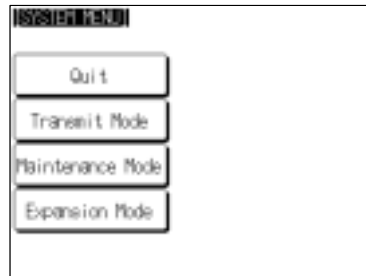 [SYSTEM MENU]
Quit
Transmit Mode
Maintenance Mode
Expansion Mode